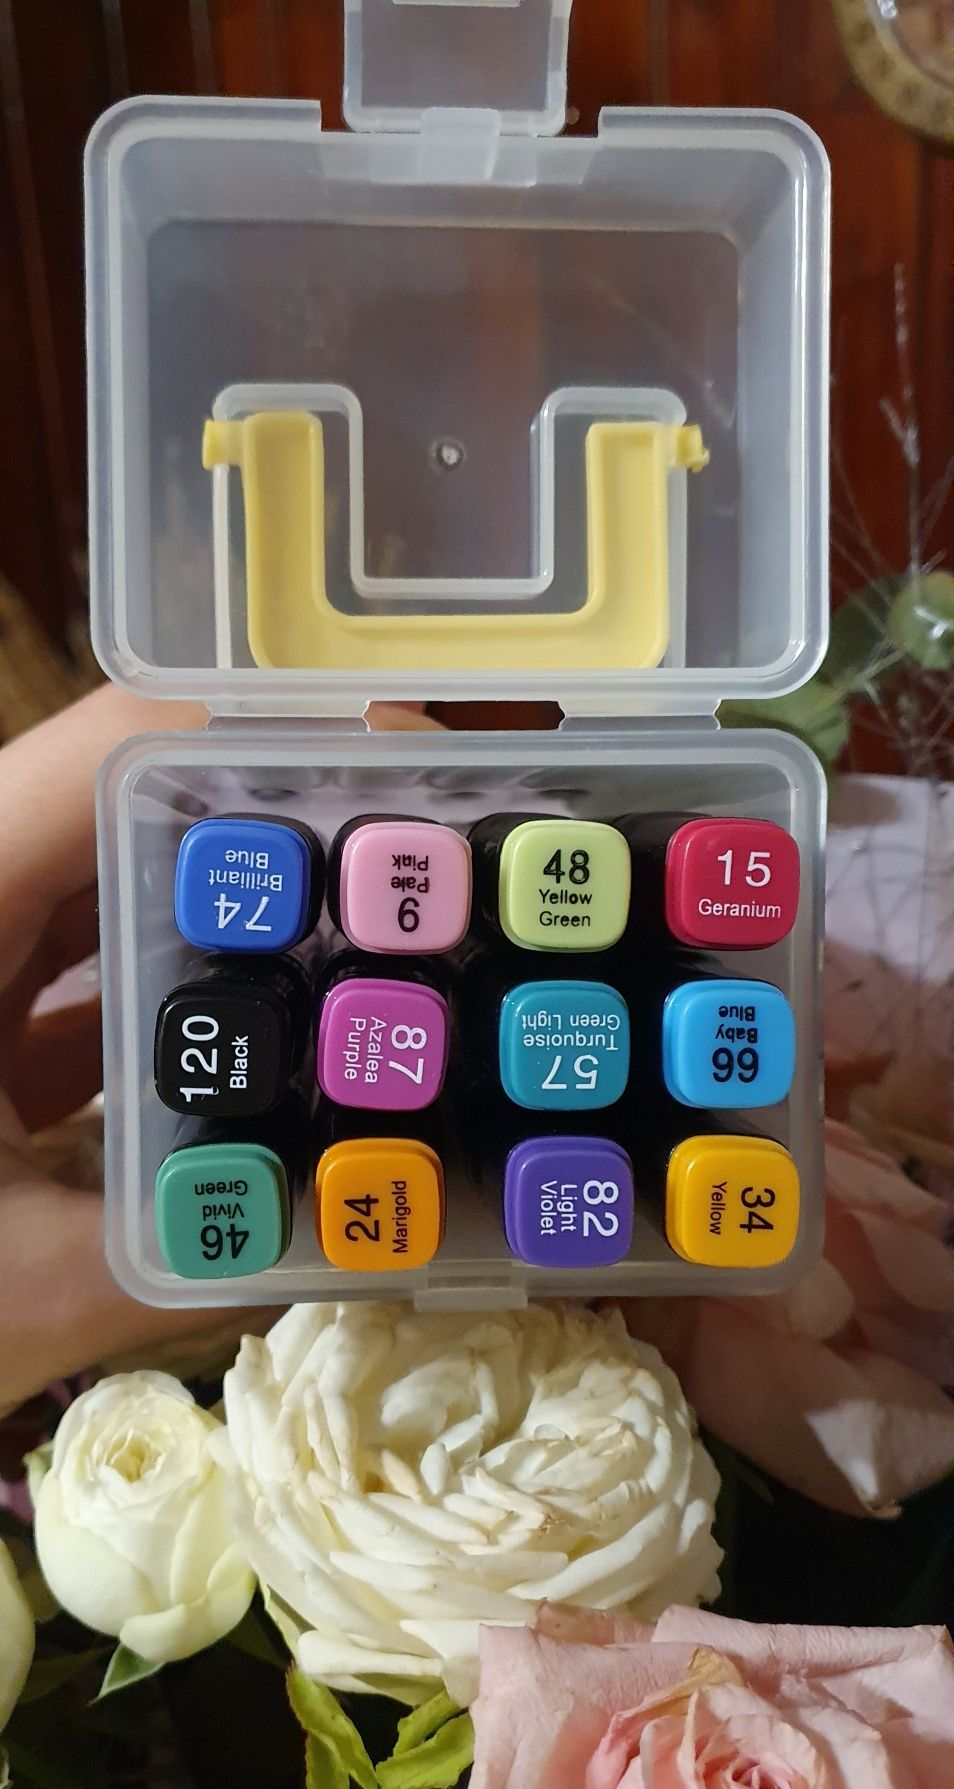 74
Brilliant
Blue
9
Pale
Pink
48
Yellow
Green
15
Geranium
120
Black
87
Azalea
Purple
57
Turquoise
Green Light
66
Baby
Blue
46
Vivid
Green
24
Marigold
82
Light
Violet
34
Yellow